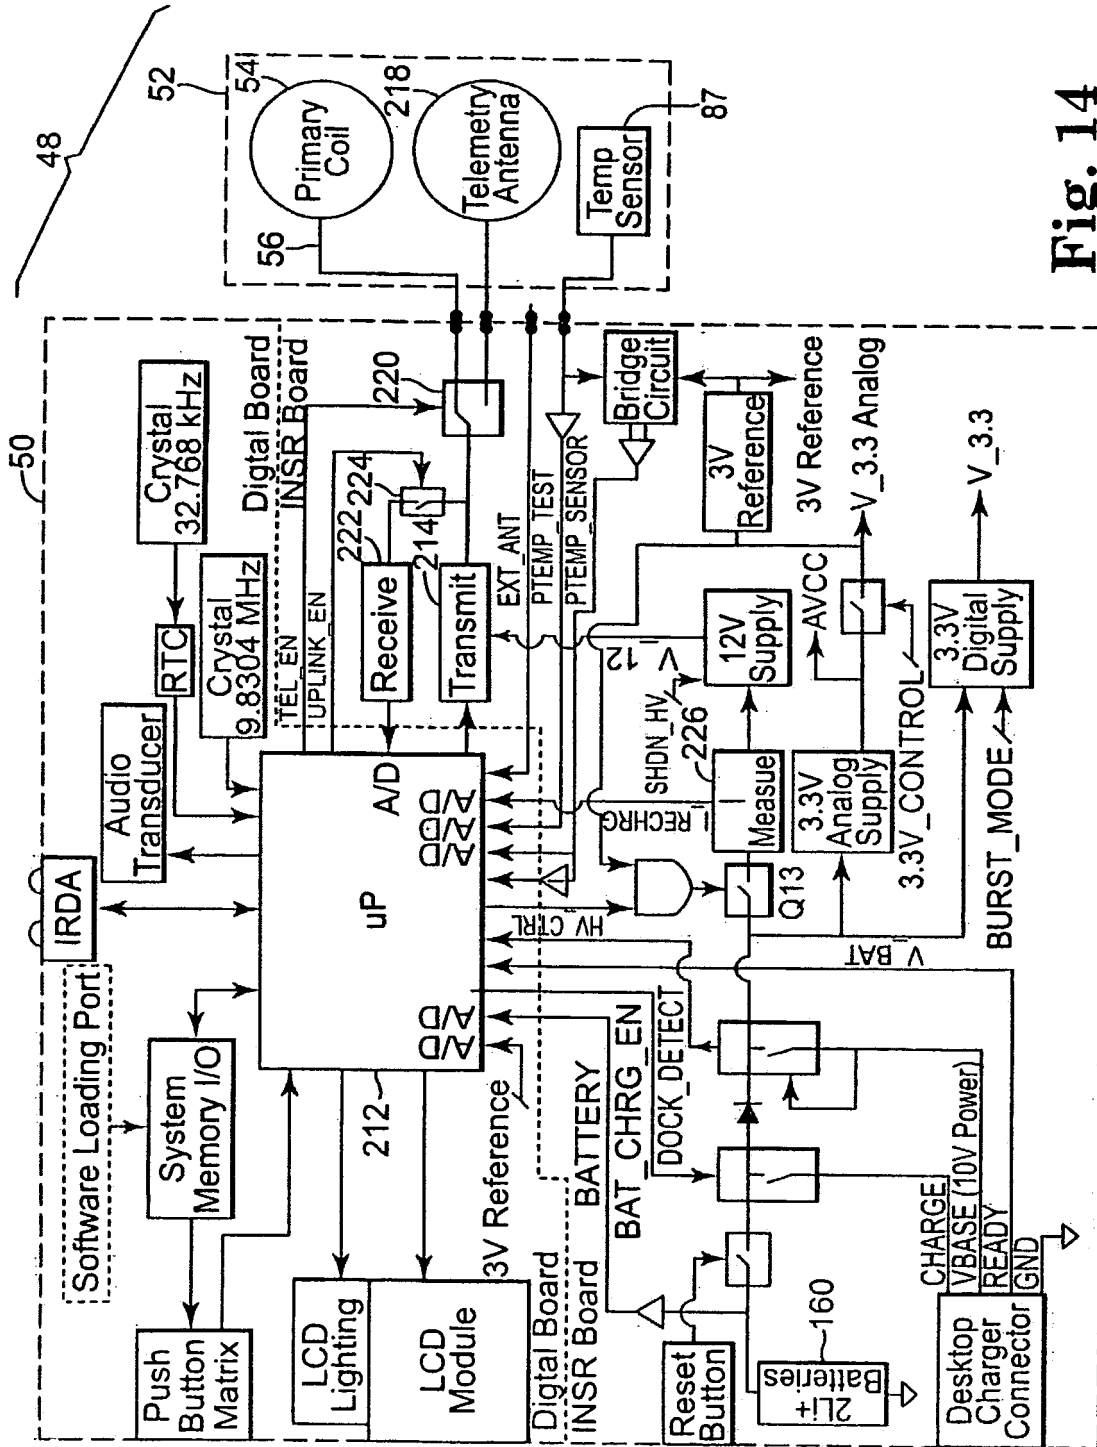 48
50
52
54
56
218
87
Primary
Coil
Telemetry
Antenna
Temp
Sensor
Software Loading Port
IRDA
Audio
Transducer
RTC
Crystal
32.768 kHz
Crystal
9.8304 MHz
Digtal Board
INSR Board
Push
Button
Matrix
System
Memory I/O
LCD
Lighting
LCD
Module
212
uP
A/D
A/D
A/D
A/D
A/D
A/D
TEL_EN
UPLINK_EN
Receive
222
224
220
Transmit
214
EXT_ANT
PTEMP_TEST
PTEMP_SENSOR
Bridge
Circuit
3V Reference
Digtal Board
INSR Board
BATTERY
BAT_CHRG_EN
DOCK_DETECT
HV_CTRL
I_RECHRG
SHDN_HV
V_12
12V
Supply
226
Measue
Q13
V_BAT
3V
Reference
3V Reference
V_3.3 Analog
AVCC
3.3V
Analog
Supply
3.3V_CONTROL
3.3V
Digital
Supply
V_3.3
BURST_MODE
Reset
Button
2Li+
Batteries
160
Desktop
Charger
Connector
CHARGE
VBASE (10V Power)
READY
GND
Fig. 14